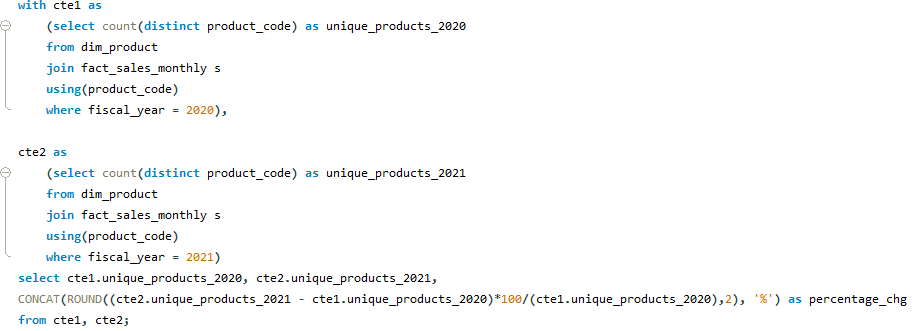 with cte1 as
(select count(distinct product_code) as unique_products_2020
from dim_product
join fact_sales_monthly s
using(product_code)
where fiscal_year = 2020),
cte2 as
(select count(distinct product_code) as unique_products_2021
from dim_product
join fact_sales_monthly s
using(product_code)
where fiscal_year = 2021)
select cte1.unique_products_2020, cte2.unique_products_2021,
CONCAT(ROUND((cte2.unique_products_2021 - cte1.unique_products_2020)*100/(cte1.unique_products_2020),2), '%') as percentage_chg
from cte1, cte2;